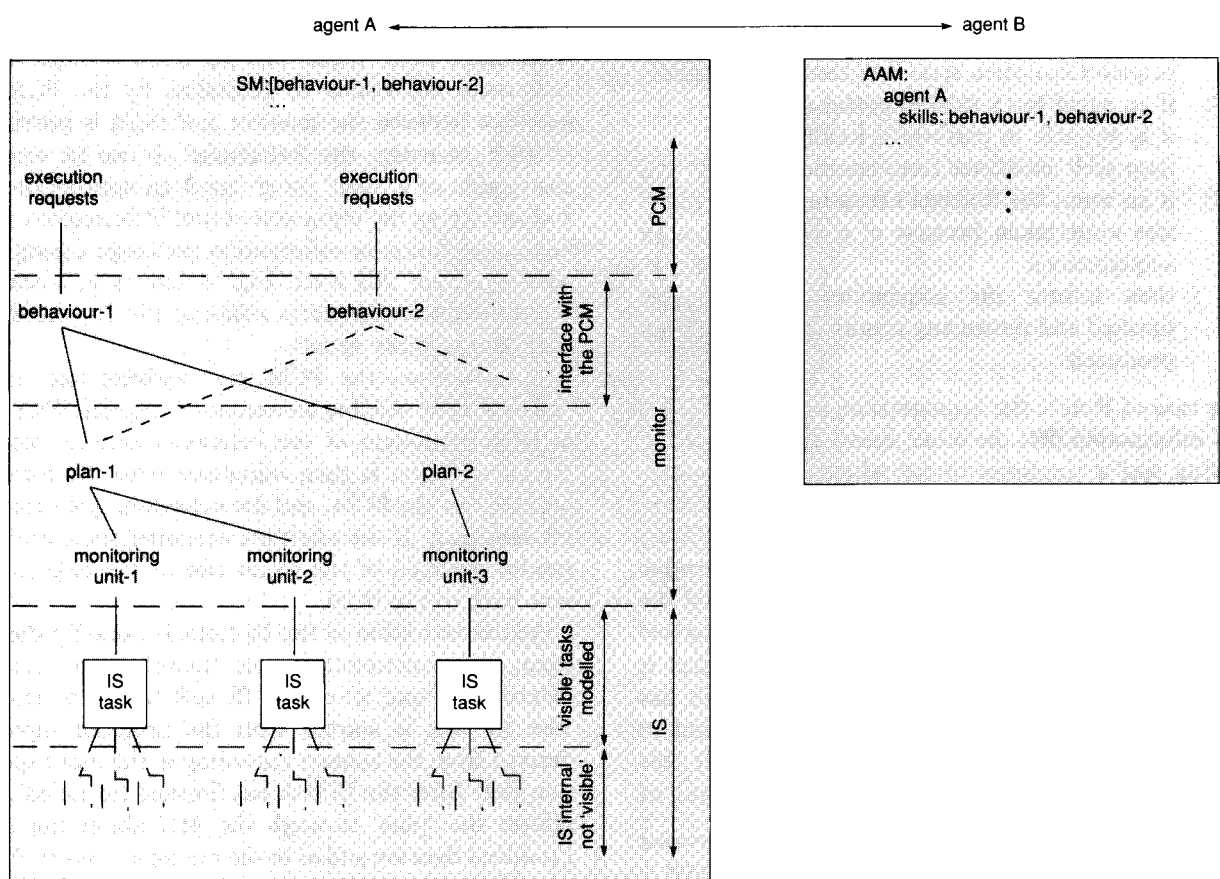 agent A
agent B
SM:[behaviour-1, behaviour-2]
...
AAM:
agent A
skills: behaviour-1, behaviour-2
...
execution
requests
execution
requests
PCM
behaviour-1
behaviour-2
interface with
the PCM
monitor
plan-1
plan-2
monitoring
unit-1
monitoring
unit-2
monitoring
unit-3
IS
task
IS
task
IS
task
'visible' tasks
modelled
IS
IS internal
not 'visible'